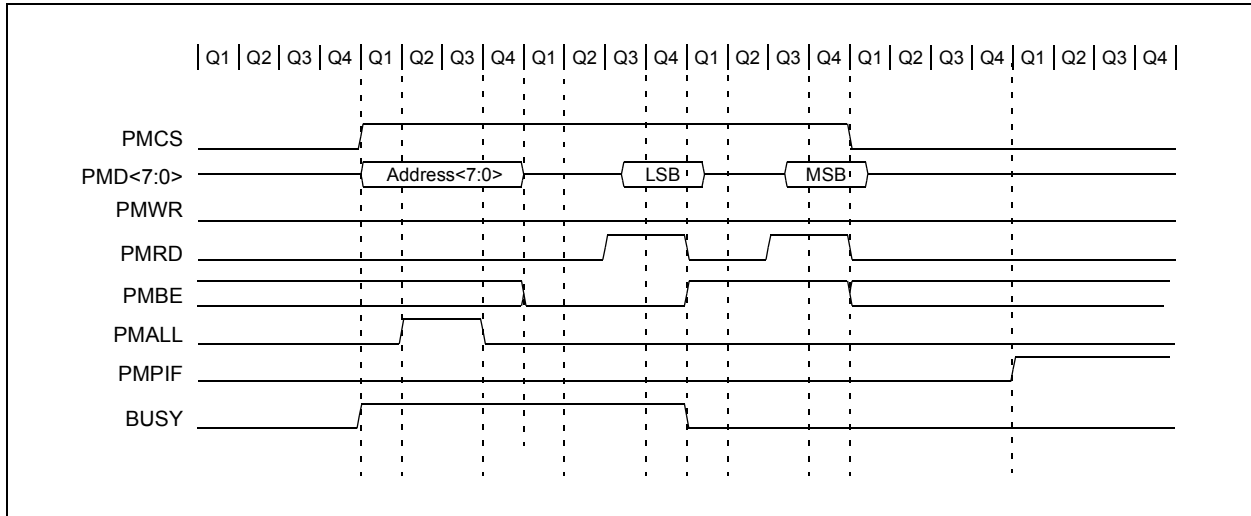 Q1 Q2 Q3 Q4 Q1 Q2 Q3 Q4 Q1 Q2 Q3 Q4 Q1 Q2 Q3 Q4 Q1 Q2 Q3 Q4 Q1 Q2 Q3 Q4
PMCS
PMD<7:0> Address<7:0> LSB MSB
PMWR
PMRD
PMBE
PMALL
PMPIF
BUSY